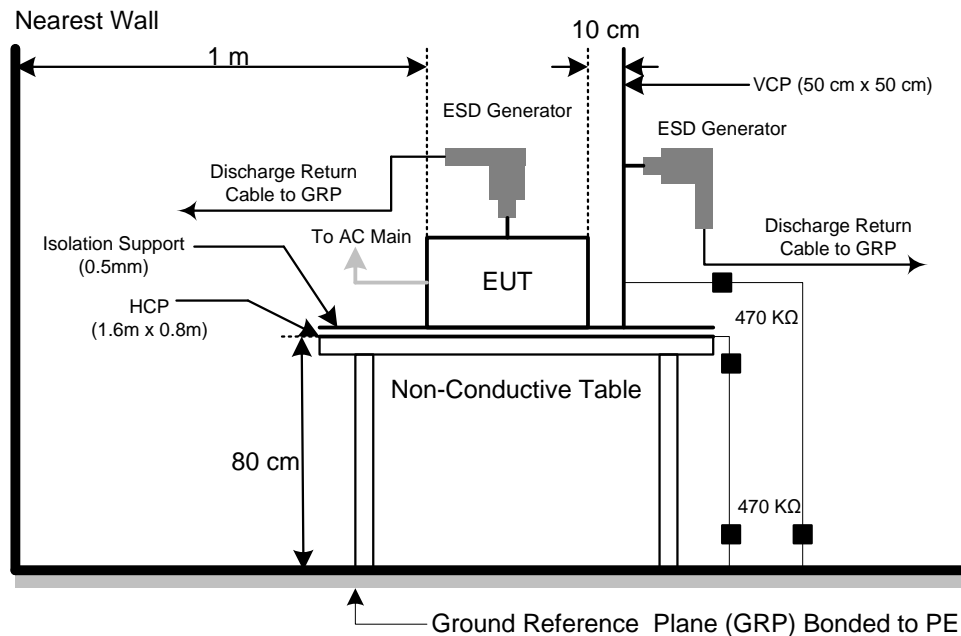 Nearest Wall
10 cm
1 m
VCP (50 cm x 50 cm)
ESD Generator
ESD Generator
Discharge Return
Cable to GRP
Discharge Return
Cable to GRP
To AC Main
Isolation Support
(0.5mm)
EUT
HCP
(1.6m x 0.8m)
470 KΩ
Non-Conductive Table
80 cm
470 KΩ
Ground Reference Plane (GRP) Bonded to PE